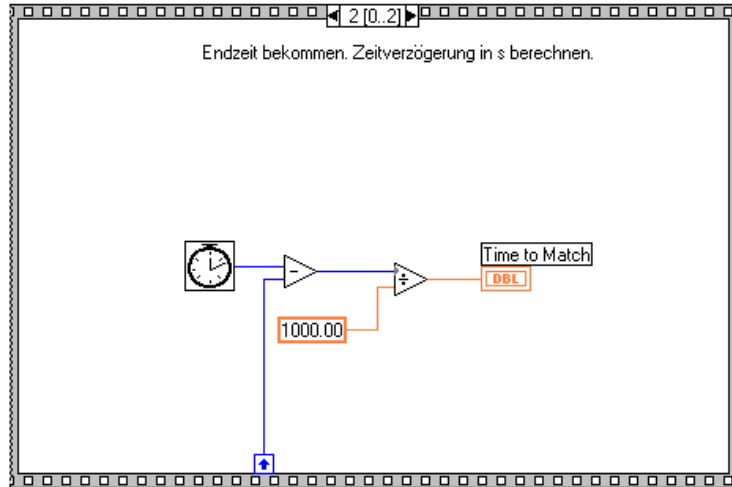 2 [0..2]
Endzeit bekommen. Zeitverzögerung in s berechnen.
Time to Match
DBL
1000.00